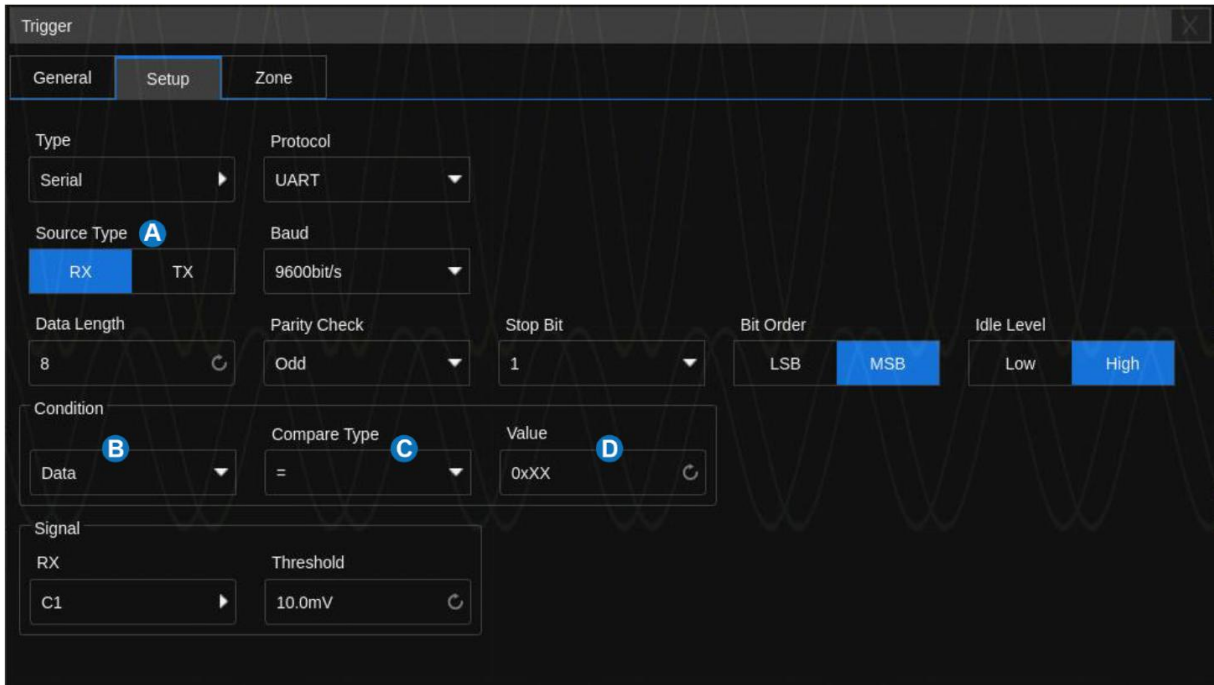 Trigger X
General Setup Zone
Type Protocol
Serial UART
Source Type A Baud
RX TX 9600bit/s
Data Length Parity Check Stop Bit Bit Order Idle Level
8 Odd 1 LSB MSB Low High
Condition
B Compare Type C Value D
Data = 0xXX
Signal
RX Threshold
C1 10.0mV